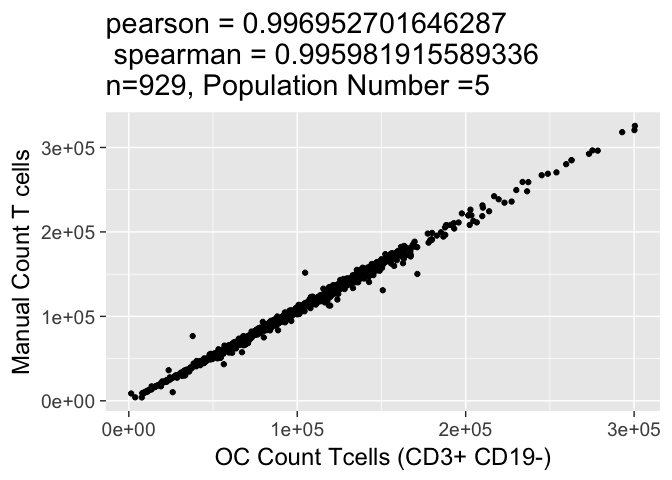 pearson = 0.996952701646287
spearman = 0.995981915589336
n=929, Population Number =5
3e+05
2e+05
1e+05
0e+00
Manual Count T cells
0e+00 1e+05 2e+05 3e+05
OC Count Tcells (CD3+ CD19-)